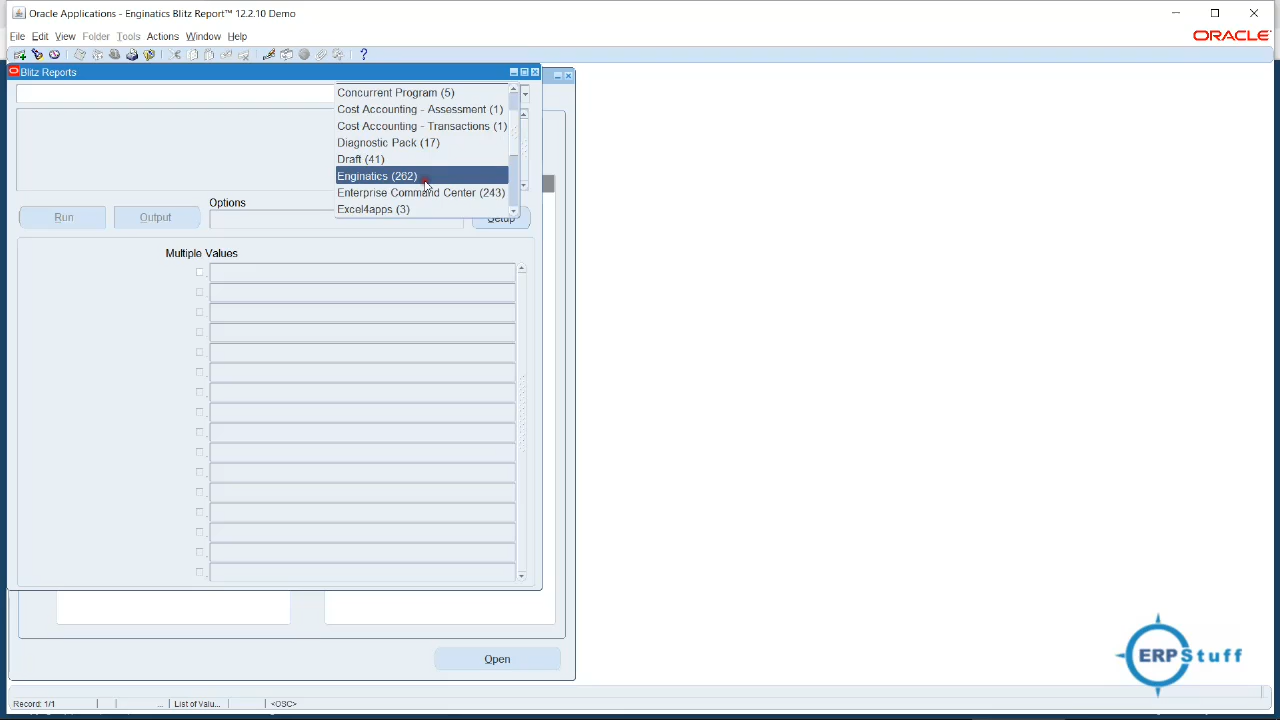 Oracle Applications - Enginatics Blitz Report™ 12.2.10 Demo
File Edit View Folder Tools Actions Window Help
ORACLE
Blitz Reports
Concurrent Program (5)
Cost Accounting - Assessment (1)
Cost Accounting - Transactions (1)
Diagnostic Pack (17)
Draft (41)
Enginatics (262)
Enterprise Command Center (243)
Excel4apps (3)
Run
Output
Options
Setup
Multiple Values
Open
ERPStuff
Record: 1/1
...
List of Valu...
<OSC>